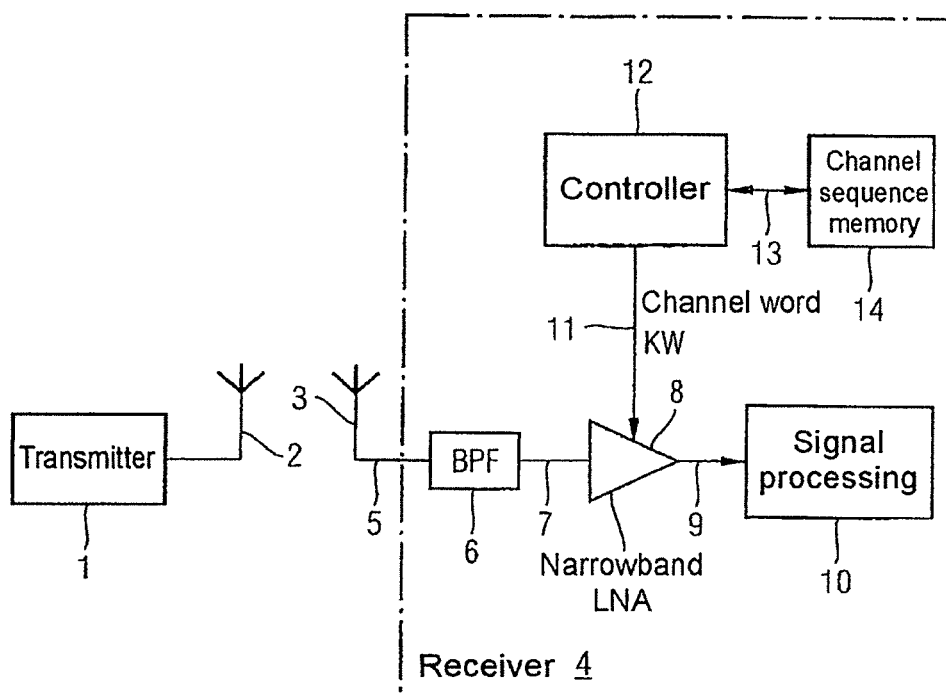 12
Controller
Channel
sequence
memory
13
14
11
Channel word
KW
3
8
Transmitter
2
BPF
Signal
processing
1
5
6
7
9
10
Narrowband
LNA
Receiver 4